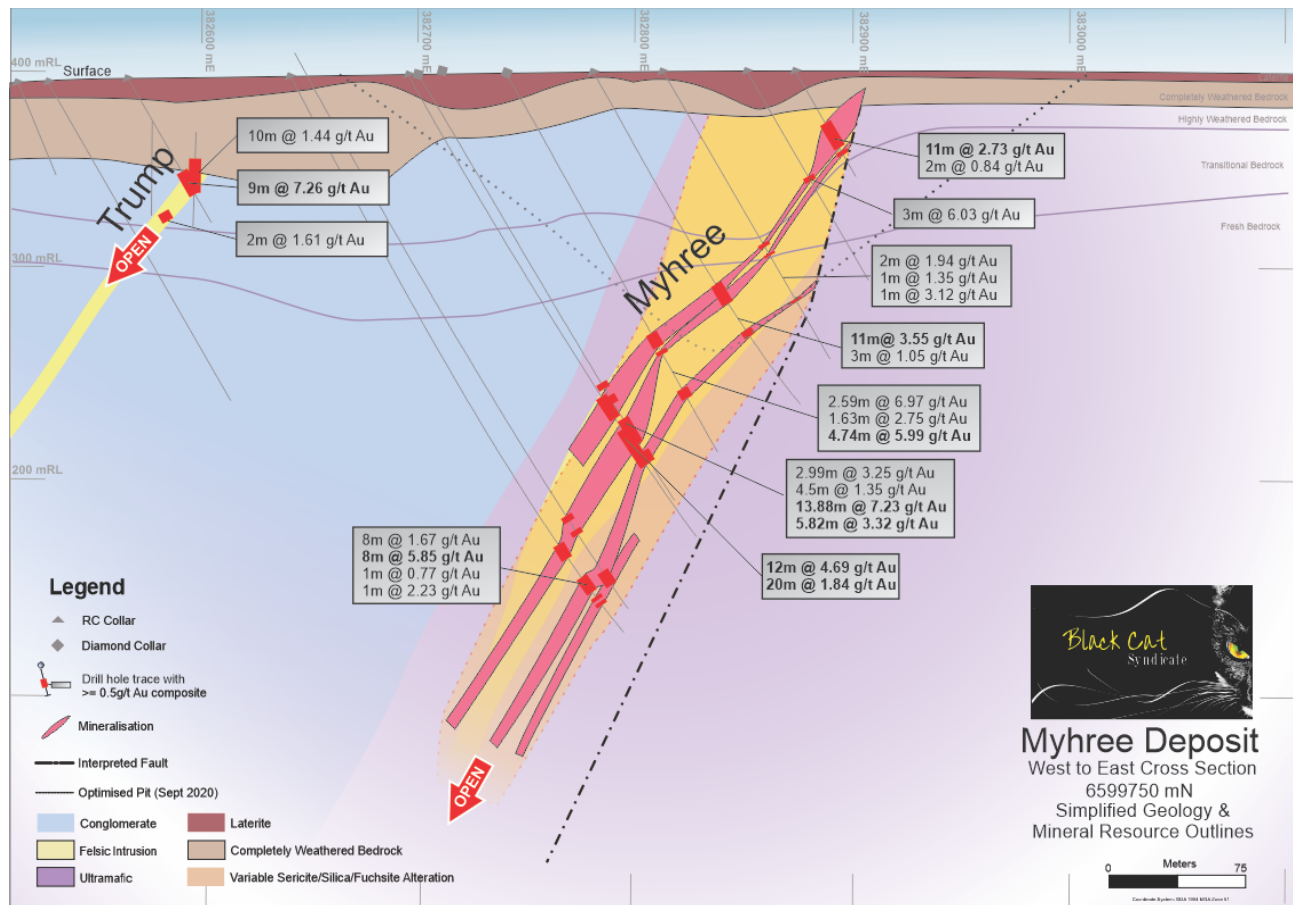 382600 mE
382700 mE
382800 mE
382900 mE
383000 mE
400 mRL
Surface
Laterite
Completely Weathered Bedrock
Highly Weathered Bedrock
Transitional Bedrock
Fresh Bedrock
300 mRL
200 mRL
Trump
OPEN
10m @ 1.44 g/t Au
9m @ 7.26 g/t Au
2m @ 1.61 g/t Au
Myhree
11m @ 2.73 g/t Au
2m @ 0.84 g/t Au
3m @ 6.03 g/t Au
2m @ 1.94 g/t Au
1m @ 1.35 g/t Au
1m @ 3.12 g/t Au
11m@ 3.55 g/t Au
3m @ 1.05 g/t Au
2.59m @ 6.97 g/t Au
1.63m @ 2.75 g/t Au
4.74m @ 5.99 g/t Au
2.99m @ 3.25 g/t Au
4.5m @ 1.35 g/t Au
13.88m @ 7.23 g/t Au
5.82m @ 3.32 g/t Au
12m @ 4.69 g/t Au
20m @ 1.84 g/t Au
8m @ 1.67 g/t Au
8m @ 5.85 g/t Au
1m @ 0.77 g/t Au
1m @ 2.23 g/t Au
OPEN
Legend
RC Collar
Diamond Collar
Drill hole trace with
>= 0.5g/t Au composite
Mineralisation
Interpreted Fault
Optimised Pit (Sept 2020)
Conglomerate
Laterite
Felsic Intrusion
Completely Weathered Bedrock
Ultramafic
Variable Sericite/Silica/Fuchsite Alteration
Black Cat
Syndicate
Myhree Deposit
West to East Cross Section
6599750 mN
Simplified Geology &
Mineral Resource Outlines
Meters
0 75
Coordinate System: GDA 1994 MGA Zone 51